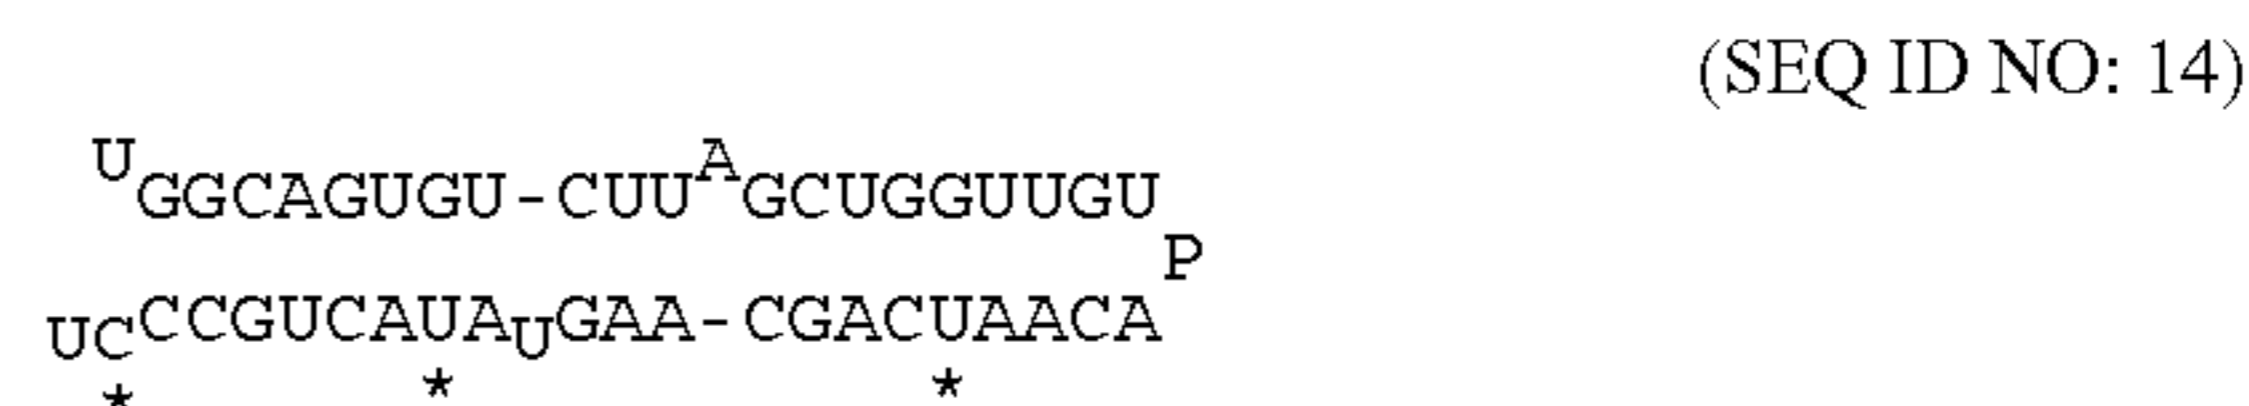 (SEQ ID NO: 14)
UGGCAGUGU-CUUAGCUGGUUGU
P
UCCCGUCAUAUGAA-CGACUAACA
* * *